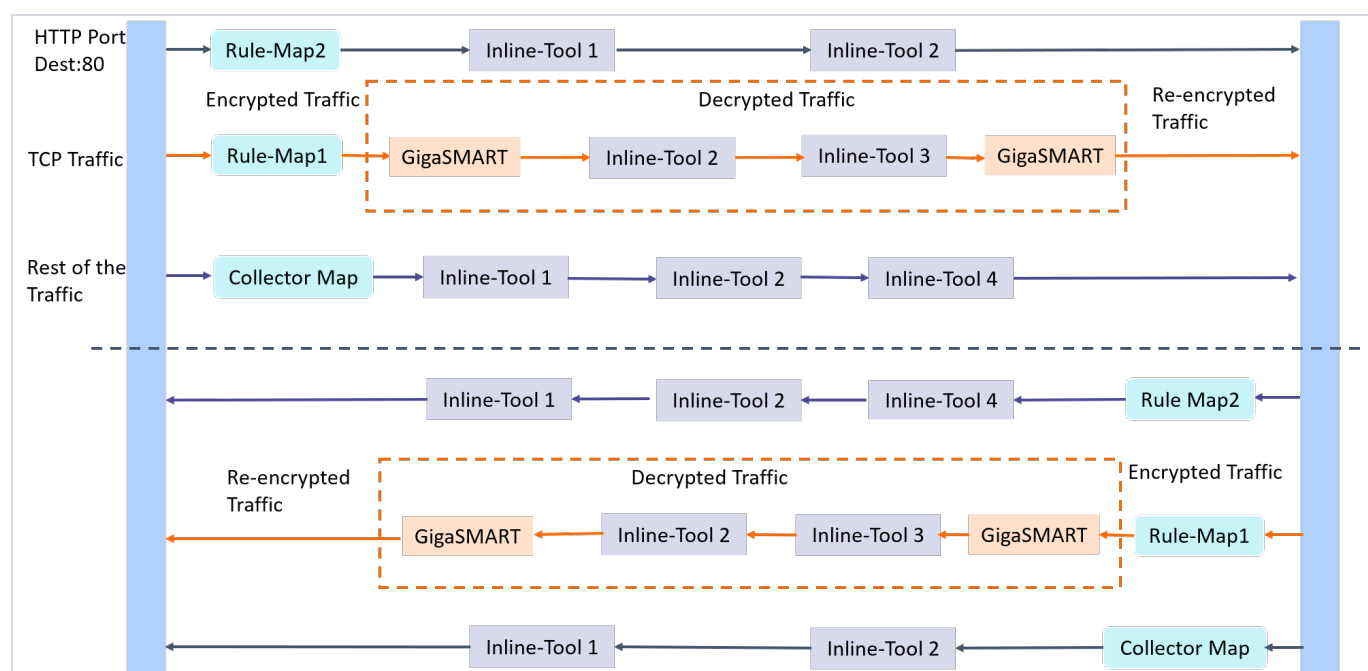 HTTP Port
Dest:80
Rule-Map2
Inline-Tool 1
Inline-Tool 2
Encrypted Traffic
Decrypted Traffic
Re-encrypted
Traffic
TCP Traffic
Rule-Map1
GigaSMART
Inline-Tool 2
Inline-Tool 3
GigaSMART
Rest of the
Traffic
Collector Map
Inline-Tool 1
Inline-Tool 2
Inline-Tool 4
Inline-Tool 1
Inline-Tool 2
Inline-Tool 4
Rule Map2
Re-encrypted
Traffic
Decrypted Traffic
Encrypted Traffic
GigaSMART
Inline-Tool 2
Inline-Tool 3
GigaSMART
Rule-Map1
Inline-Tool 1
Inline-Tool 2
Collector Map